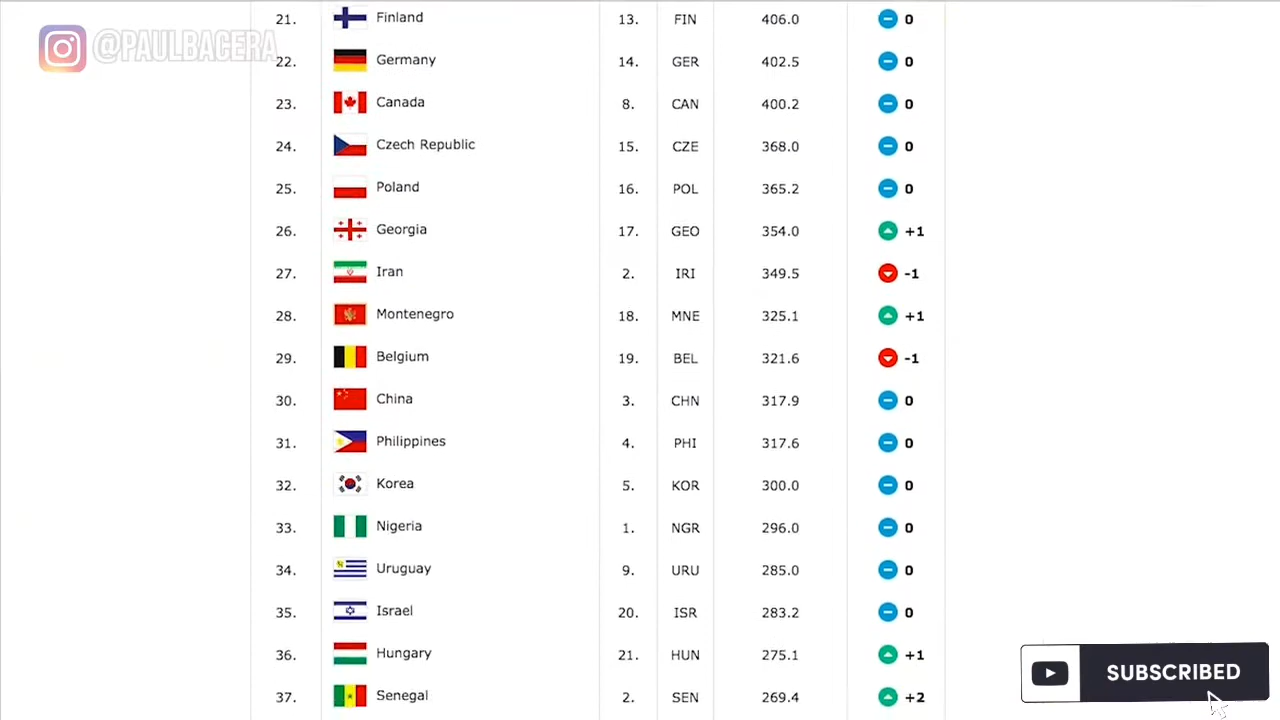 21. Finland 13. FIN 406.0 0
@PAULBACERA
22. Germany 14. GER 402.5 0
23. Canada 8. CAN 400.2 0
24. Czech Republic 15. CZE 368.0 0
25. Poland 16. POL 365.2 0
26. Georgia 17. GEO 354.0 +1
27. Iran 2. IRI 349.5 -1
28. Montenegro 18. MNE 325.1 +1
29. Belgium 19. BEL 321.6 -1
30. China 3. CHN 317.9 0
31. Philippines 4. PHI 317.6 0
32. Korea 5. KOR 300.0 0
33. Nigeria 1. NGR 296.0 0
34. Uruguay 9. URU 285.0 0
35. Israel 20. ISR 283.2 0
36. Hungary 21. HUN 275.1 +1
37. Senegal 2. SEN 269.4 +2
SUBSCRIBED